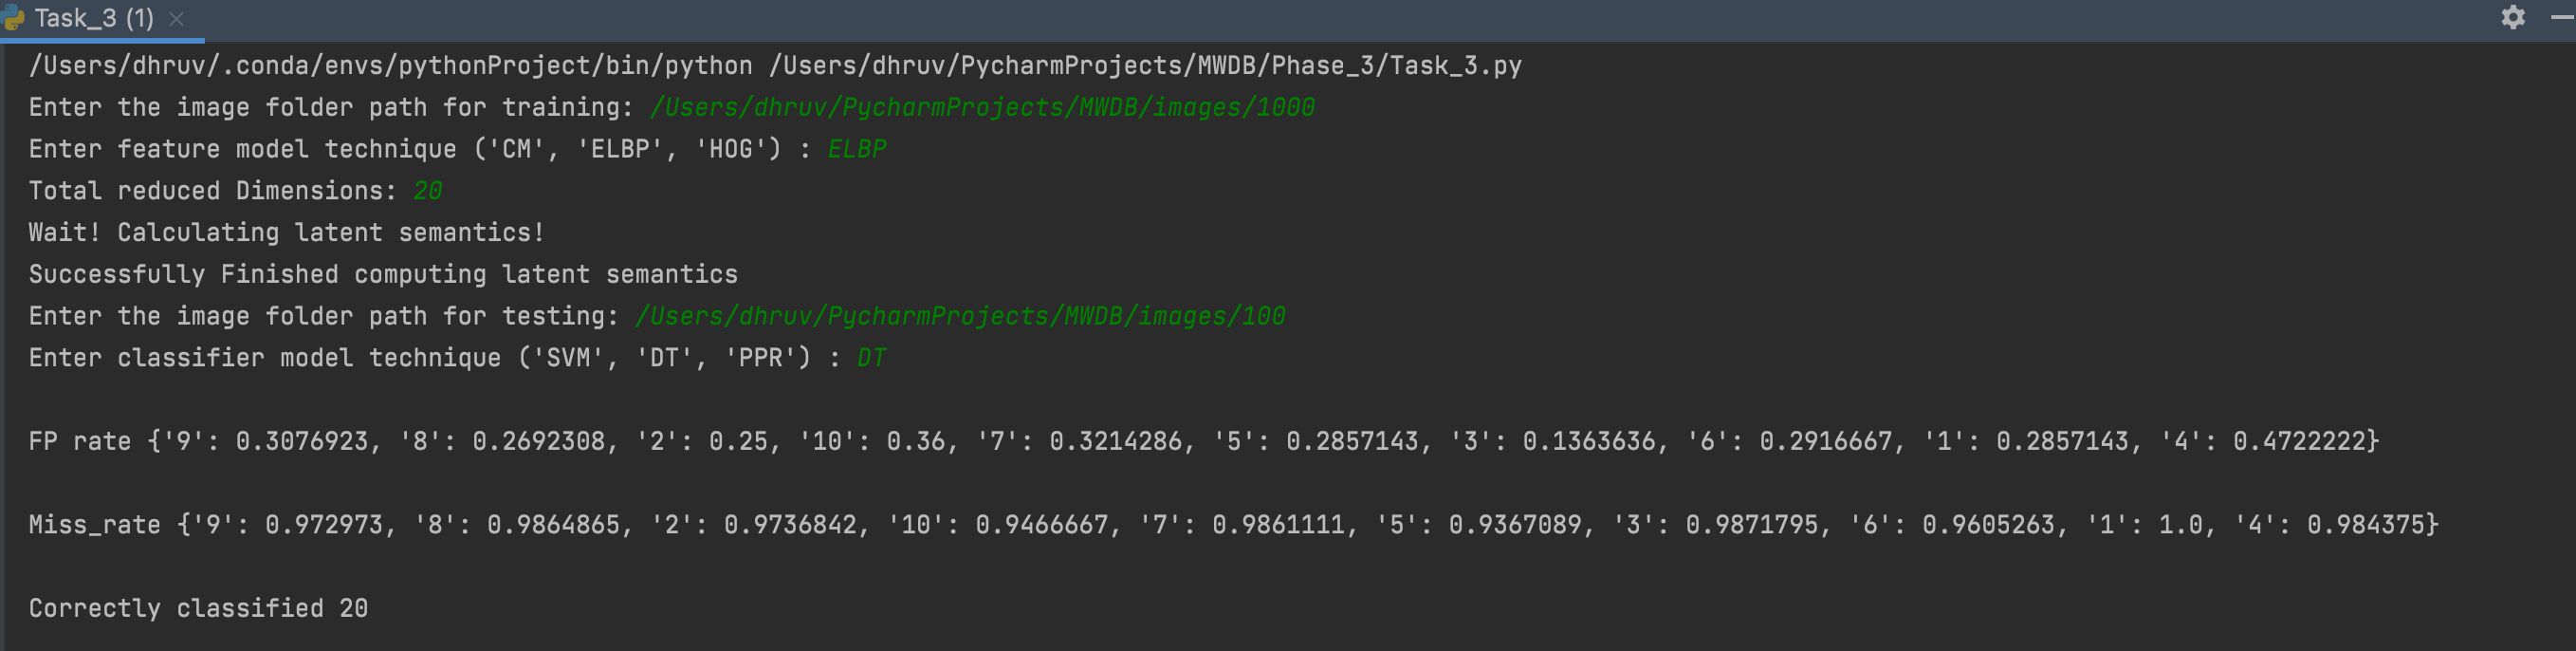 Task_3 (1)
/Users/dhruv/.conda/envs/pythonProject/bin/python /Users/dhruv/PycharmProjects/MWDB/Phase_3/Task_3.py
Enter the image folder path for training: /Users/dhruv/PycharmProjects/MWDB/images/1000
Enter feature model technique ('CM', 'ELBP', 'HOG') : ELBP
Total reduced Dimensions: 20
Wait! Calculating latent semantics!
Successfully Finished computing latent semantics
Enter the image folder path for testing: /Users/dhruv/PycharmProjects/MWDB/images/100
Enter classifier model technique ('SVM', 'DT', 'PPR') : DT
FP rate {'9': 0.3076923, '8': 0.2692308, '2': 0.25, '10': 0.36, '7': 0.3214286, '5': 0.2857143, '3': 0.1363636, '6': 0.2916667, '1': 0.2857143, '4': 0.4722222}
Miss_rate {'9': 0.972973, '8': 0.9864865, '2': 0.9736842, '10': 0.9466667, '7': 0.9861111, '5': 0.9367089, '3': 0.9871795, '6': 0.9605263, '1': 1.0, '4': 0.984375}
Correctly classified 20